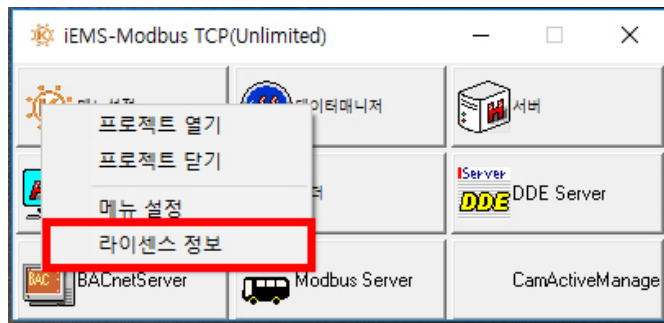 iEMS-Modbus TCP(Unlimited)
데이터매니저
서버
프로젝트 열기
프로젝트 닫기
메뉴 설정
라이센스 정보
IServer
DDE
DDE Server
BAC
BACnetServer
Modbus Server
CamActiveManage